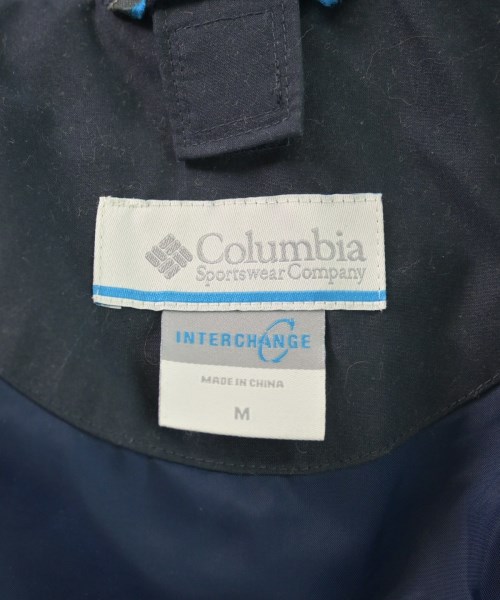 Columbia
Sportswear Company
INTERCHANGE
MADE IN CHINA
M